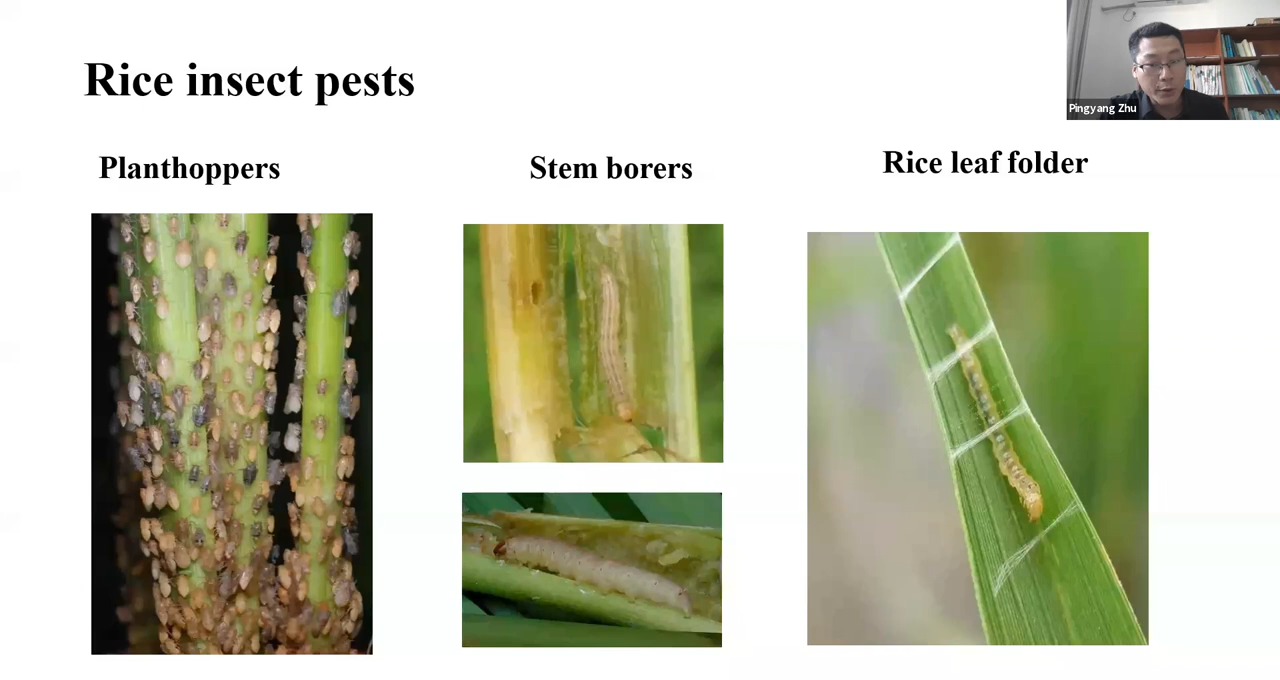 Rice insect pests
Pingyang Zhu
Planthoppers
Stem borers
Rice leaf folder